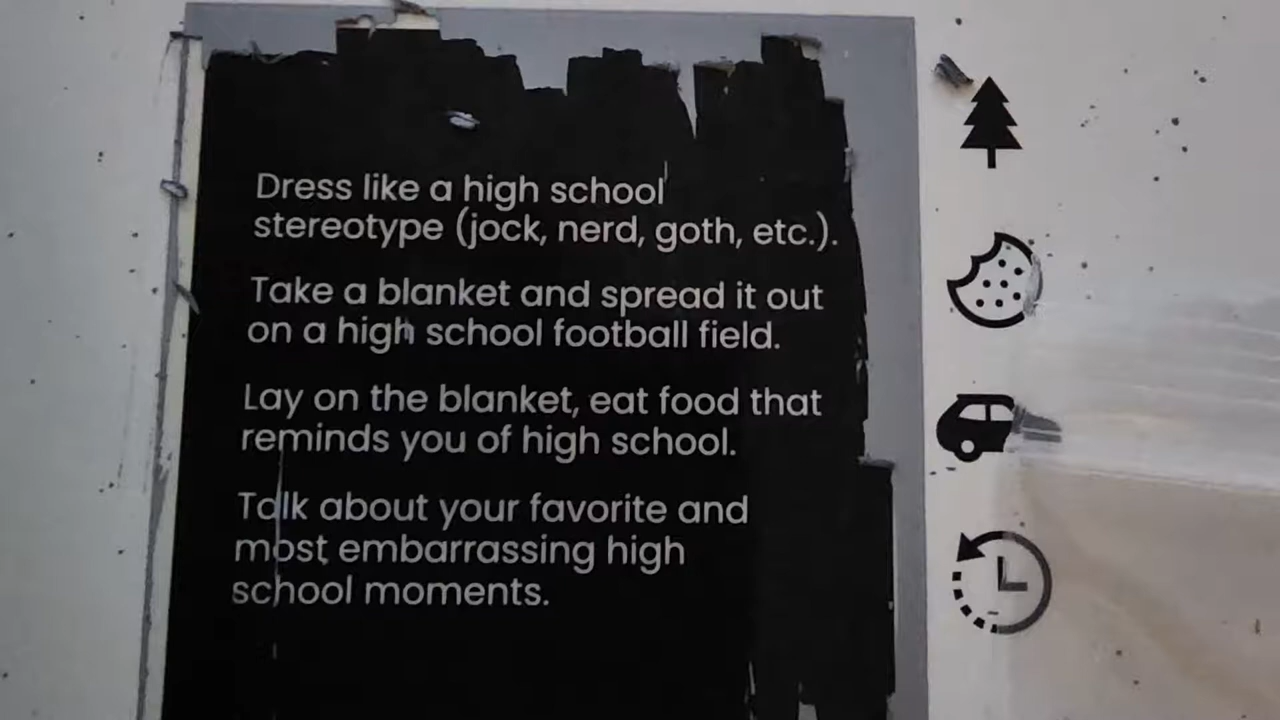 Dress like a high school
stereotype (jock, nerd, goth, etc.).
Take a blanket and spread it out
on a high school football field.
Lay on the blanket, eat food that
reminds you of high school.
Talk about your favorite and
most embarrassing high
school moments.